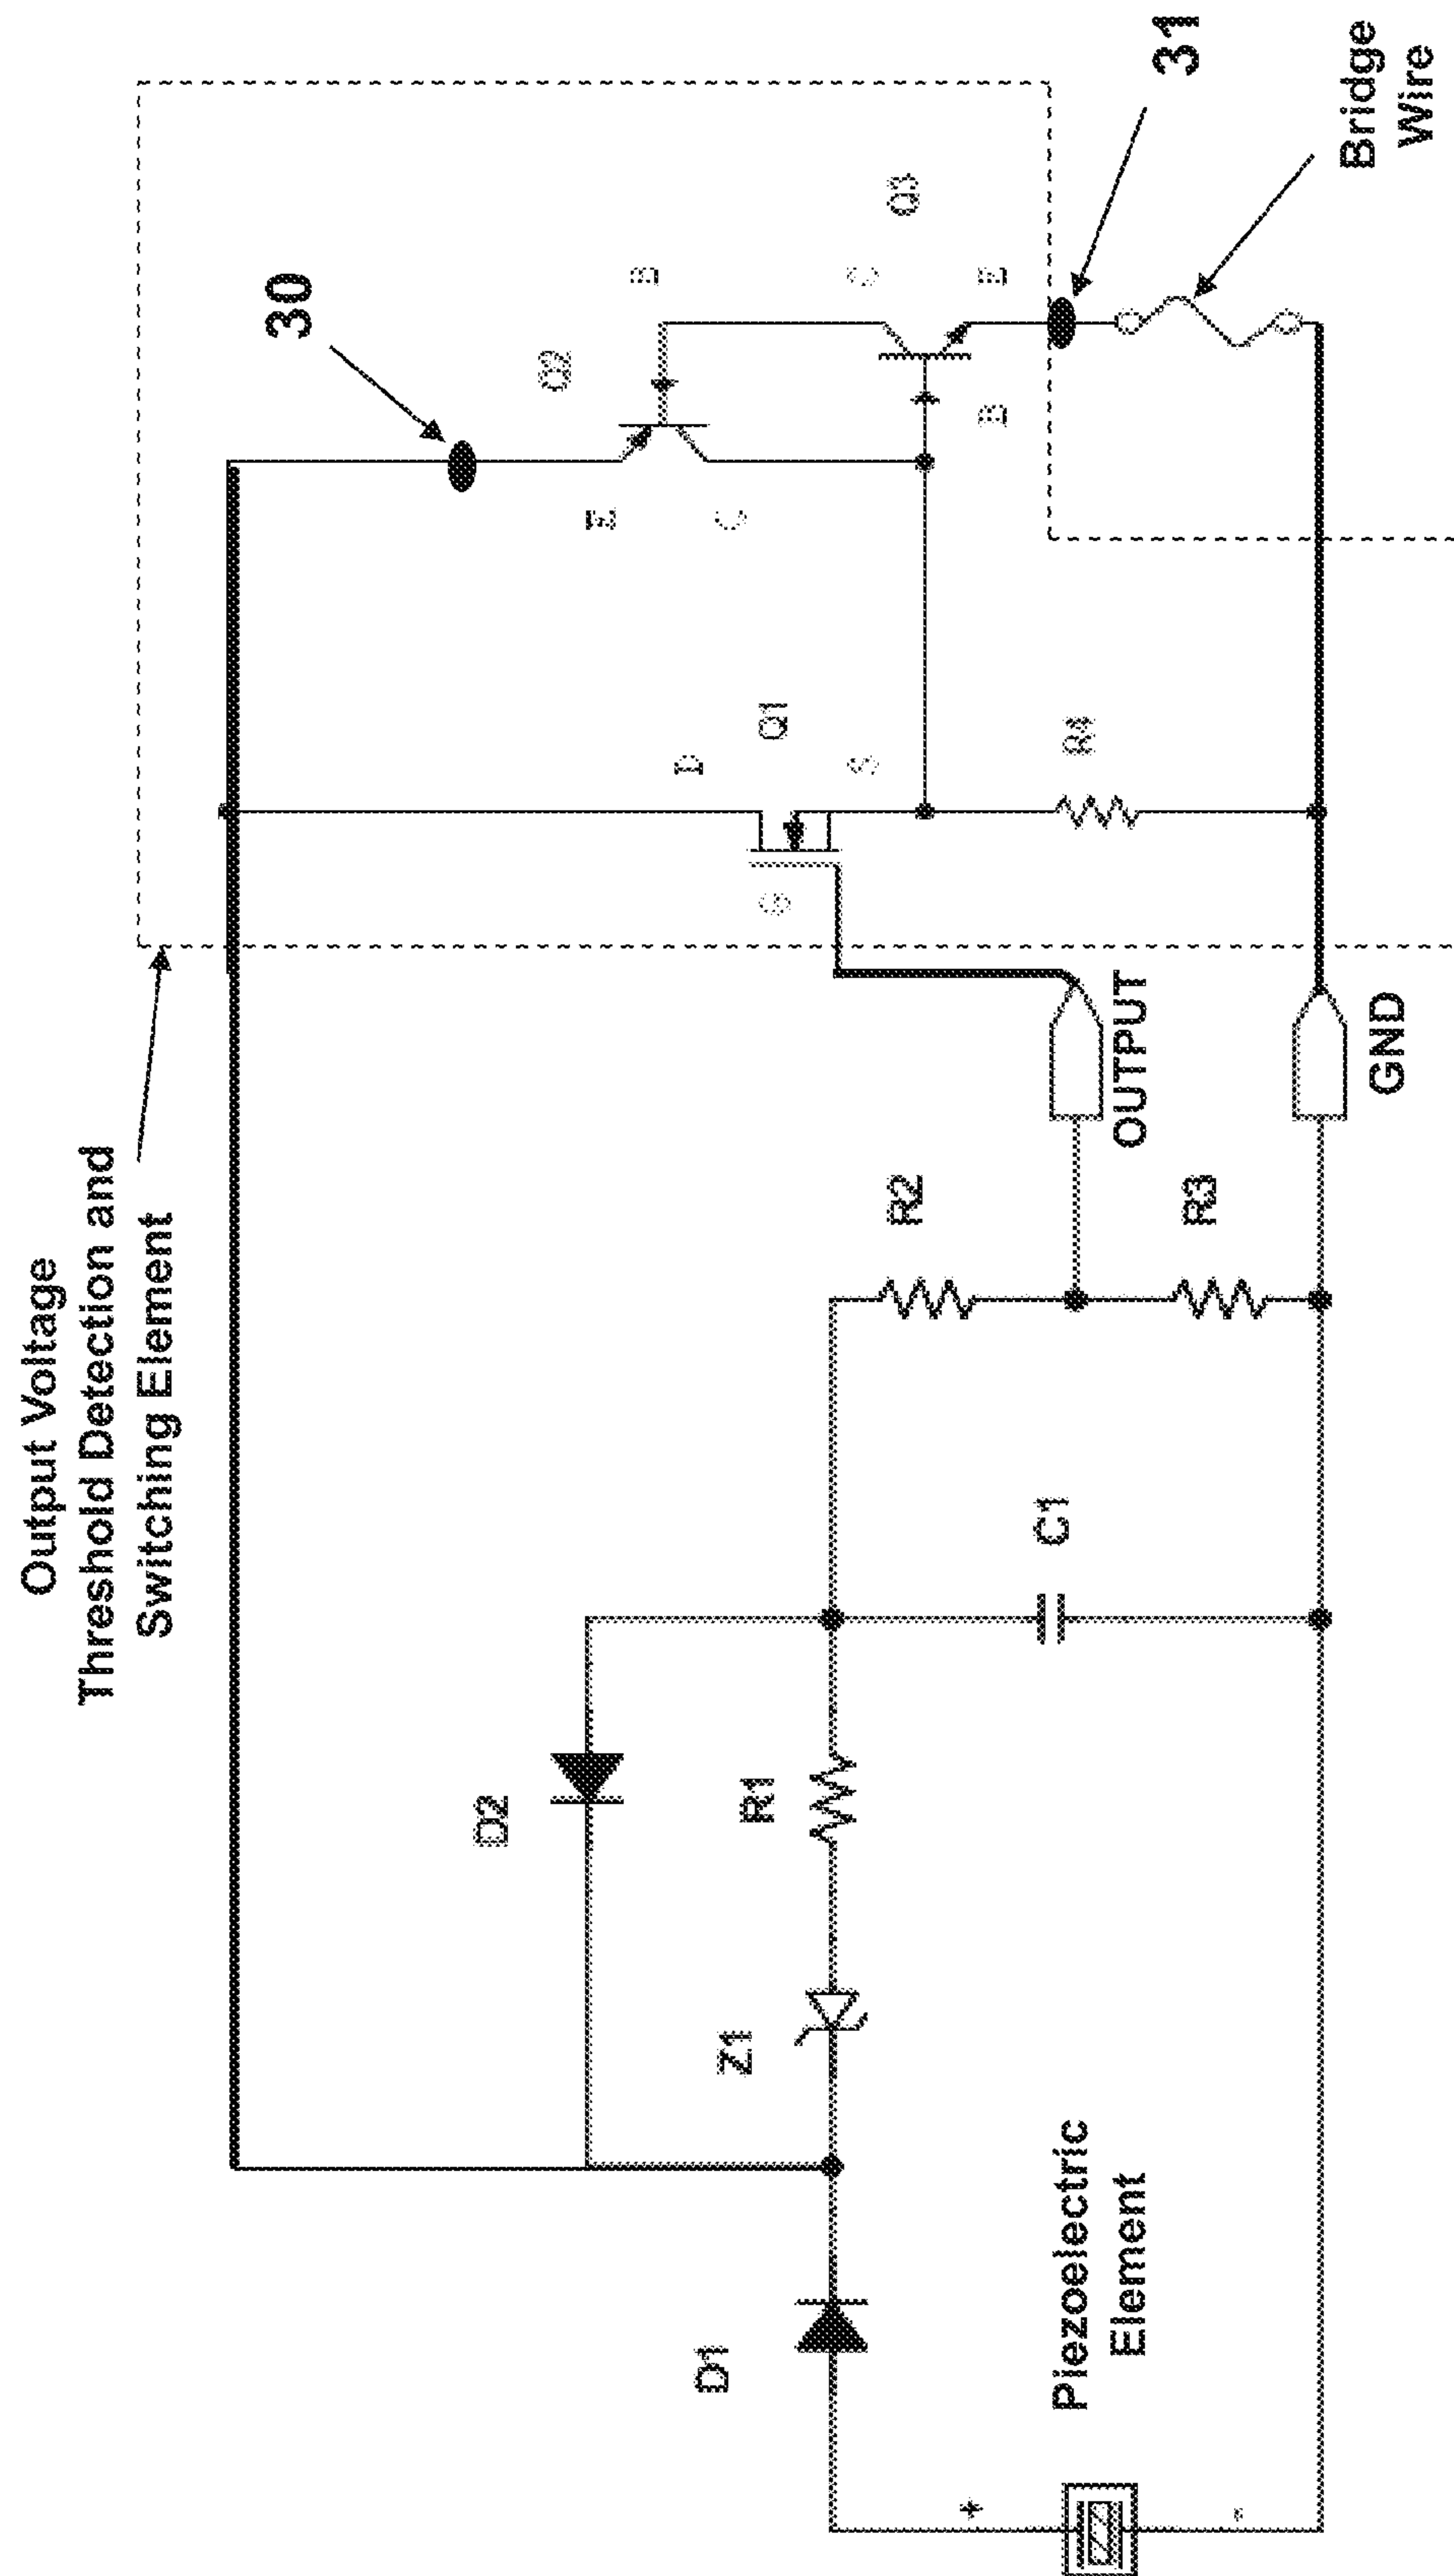 Output Voltage
Threshold Detection and
Switching Element
30
Q2
B
E
C
Q3
C
B
E
31
Bridge
Wire
D
Q1
G
S
R4
OUTPUT
GND
R2
R3
C1
D2
R1
Z1
D1
Piezoelectric
Element
+
-